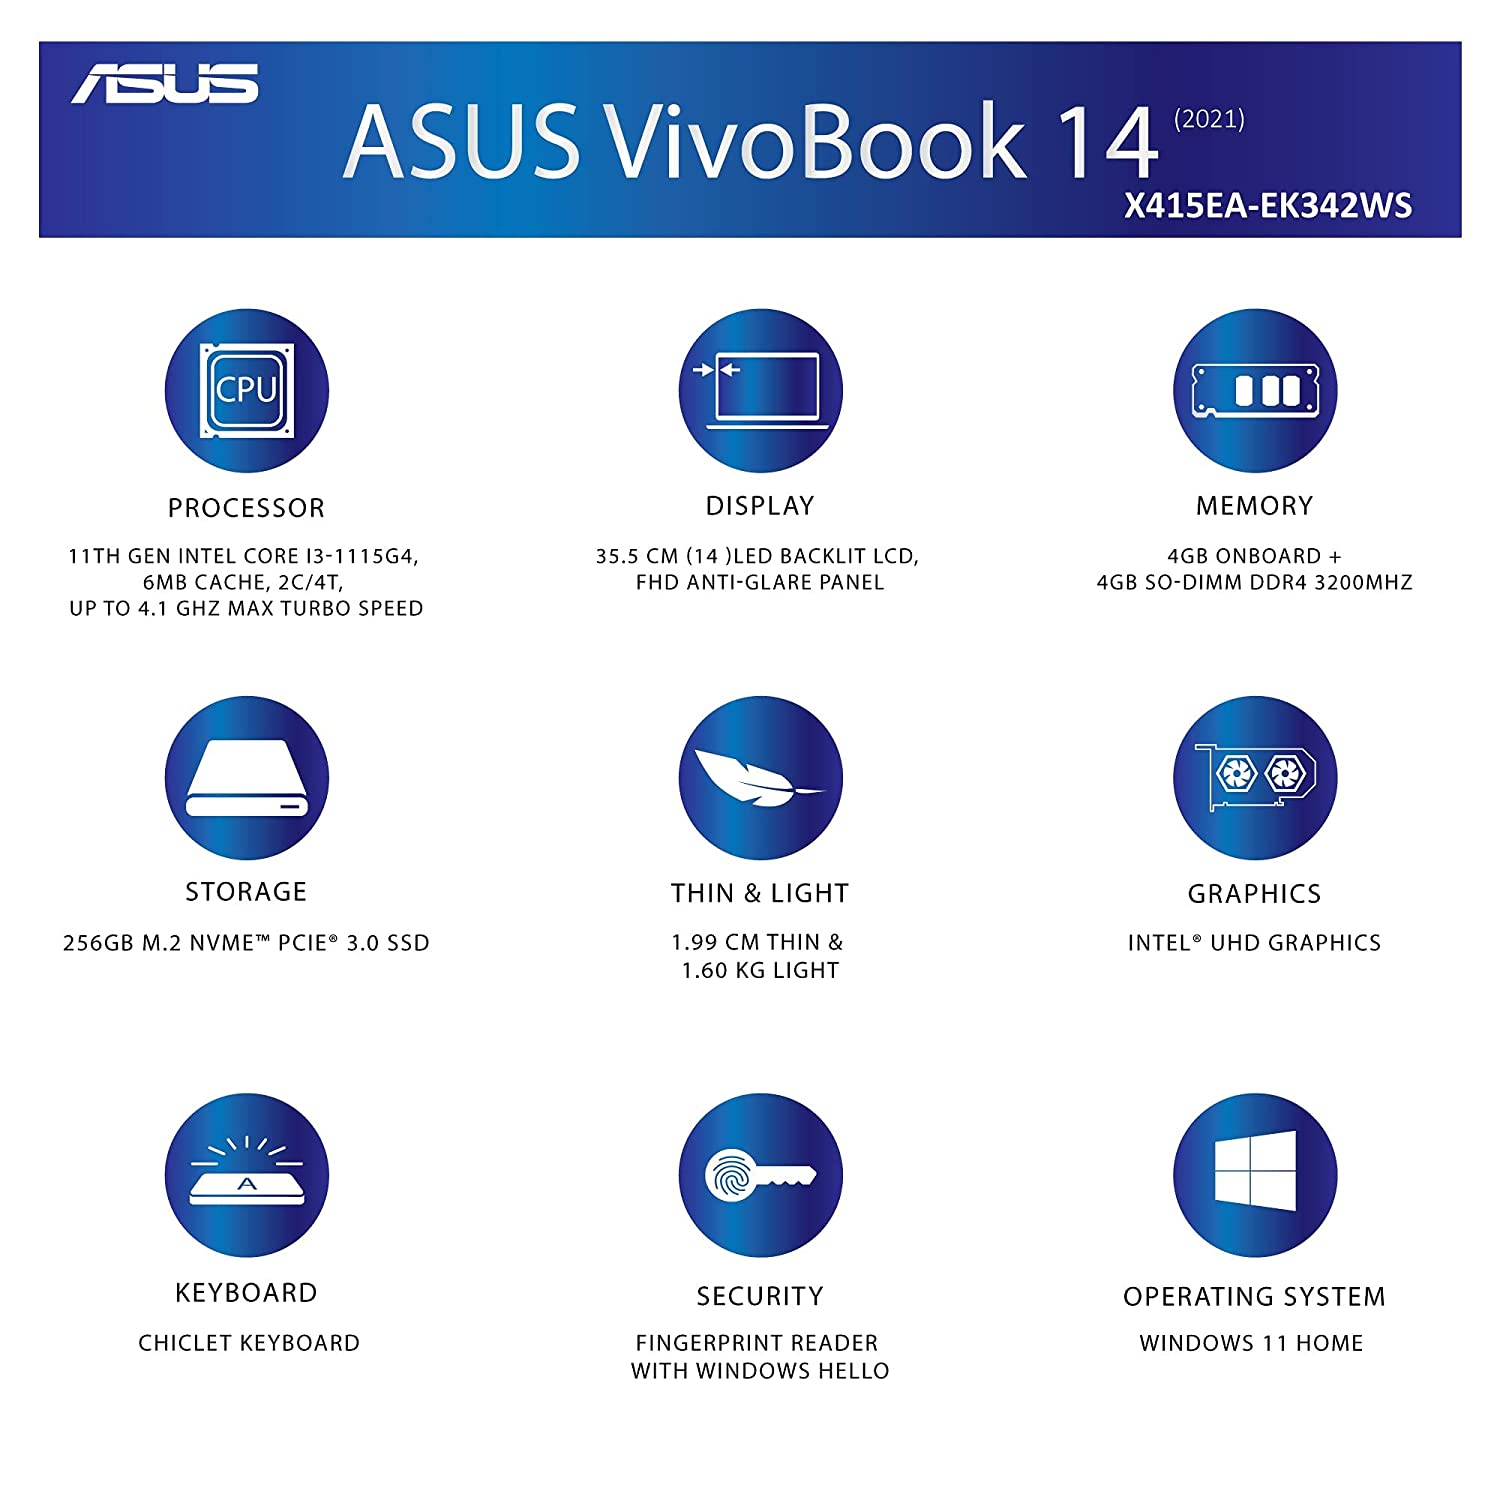 ASUS
ASUS VivoBook 14 (2021)
X415EA-EK342WS
CPU
PROCESSOR
11TH GEN INTEL CORE I3-1115G4,
6MB CACHE, 2C/4T,
UP TO 4.1 GHZ MAX TURBO SPEED
DISPLAY
35.5 CM (14 )LED BACKLIT LCD,
FHD ANTI-GLARE PANEL
MEMORY
4GB ONBOARD +
4GB SO-DIMM DDR4 3200MHZ
STORAGE
256GB M.2 NVME™ PCIE® 3.0 SSD
THIN & LIGHT
1.99 CM THIN &
1.60 KG LIGHT
GRAPHICS
INTEL® UHD GRAPHICS
A
KEYBOARD
CHICLET KEYBOARD
SECURITY
FINGERPRINT READER
WITH WINDOWS HELLO
OPERATING SYSTEM
WINDOWS 11 HOME